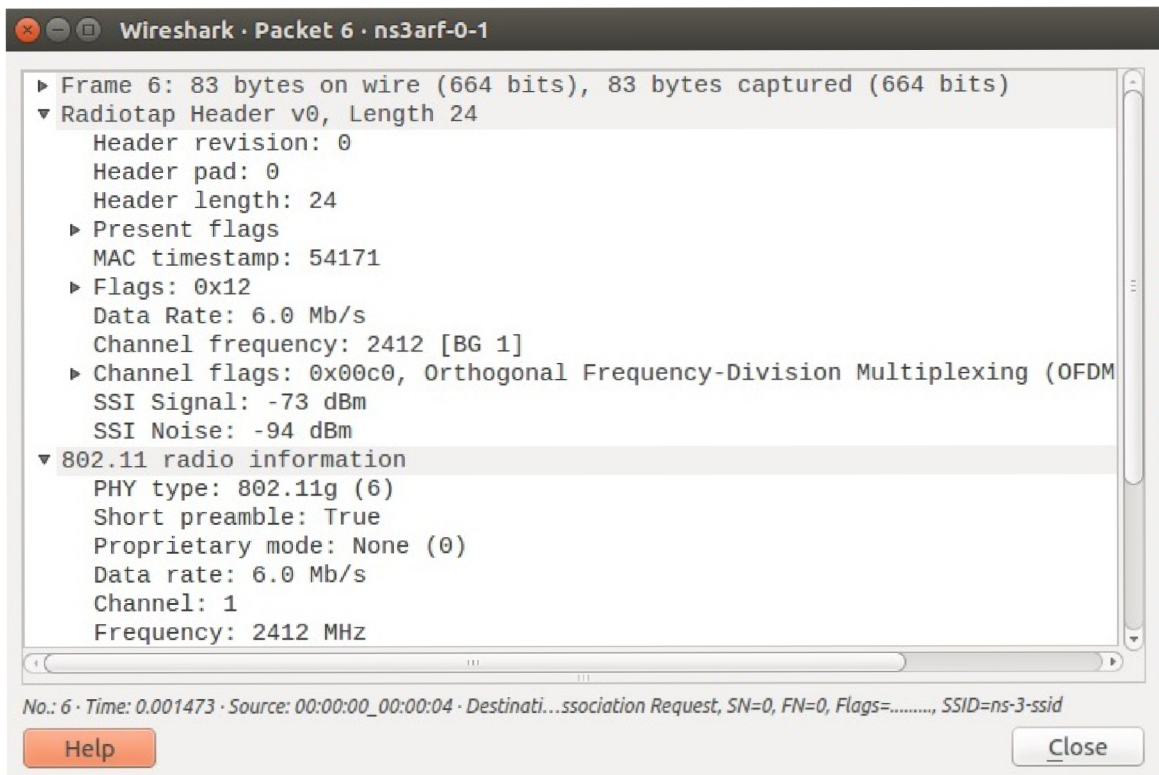 Wireshark · Packet 6 · ns3arf-0-1
Frame 6: 83 bytes on wire (664 bits), 83 bytes captured (664 bits)
Radiotap Header v0, Length 24
Header revision: 0
Header pad: 0
Header length: 24
Present flags
MAC timestamp: 54171
Flags: 0x12
Data Rate: 6.0 Mb/s
Channel frequency: 2412 [BG 1]
Channel flags: 0x00c0, Orthogonal Frequency-Division Multiplexing (OFDM
SSI Signal: -73 dBm
SSI Noise: -94 dBm
802.11 radio information
PHY type: 802.11g (6)
Short preamble: True
Proprietary mode: None (0)
Data rate: 6.0 Mb/s
Channel: 1
Frequency: 2412 MHz
No.: 6 · Time: 0.001473 · Source: 00:00:00_00:00:04 · Destinati…ssociation Request, SN=0, FN=0, Flags=........., SSID=ns-3-ssid
Help
Close